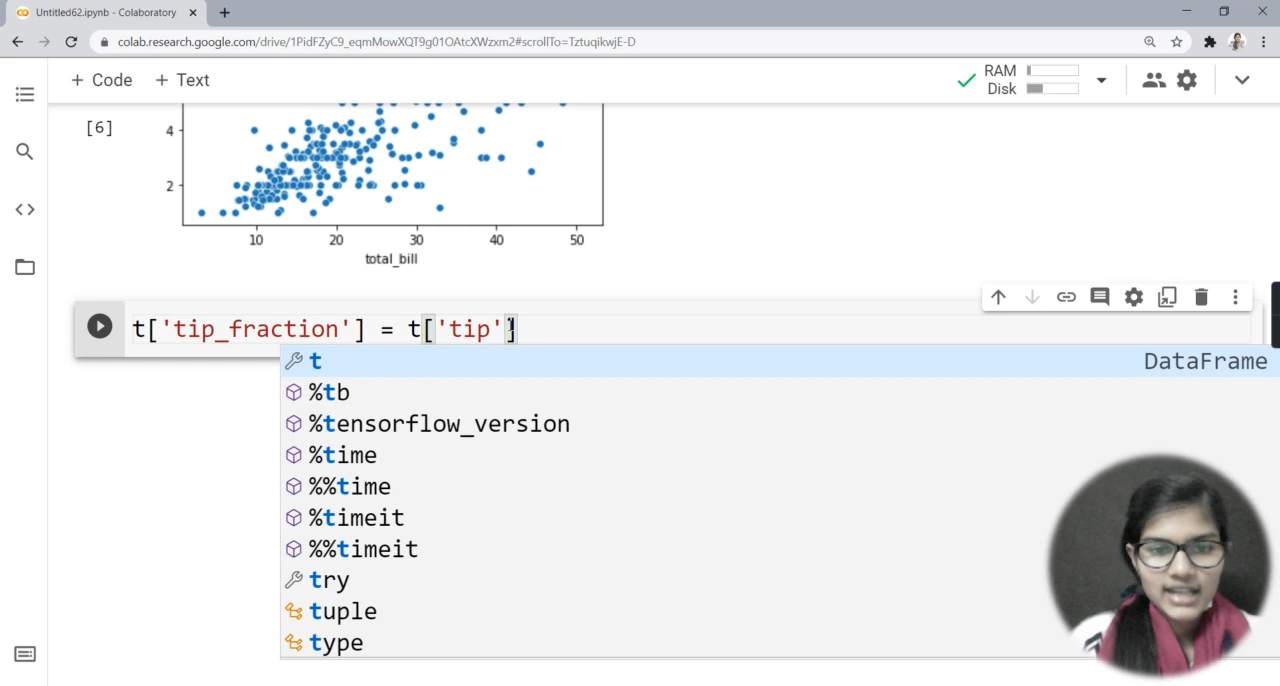 Untitled62.ipynb - Colaboratory
colab.research.google.com/drive/1PidFZyC9_eqmMowXQT9g01OAtcXWzxm2#scrollTo=TztuqikwjE-D
+ Code + Text
RAM
Disk
[6]
4
2
10 20 30 40 50
total_bill
t['tip_fraction'] = t['tip']
t DataFrame
%tb
%tensorflow_version
%time
%%time
%timeit
%%timeit
try
tuple
type